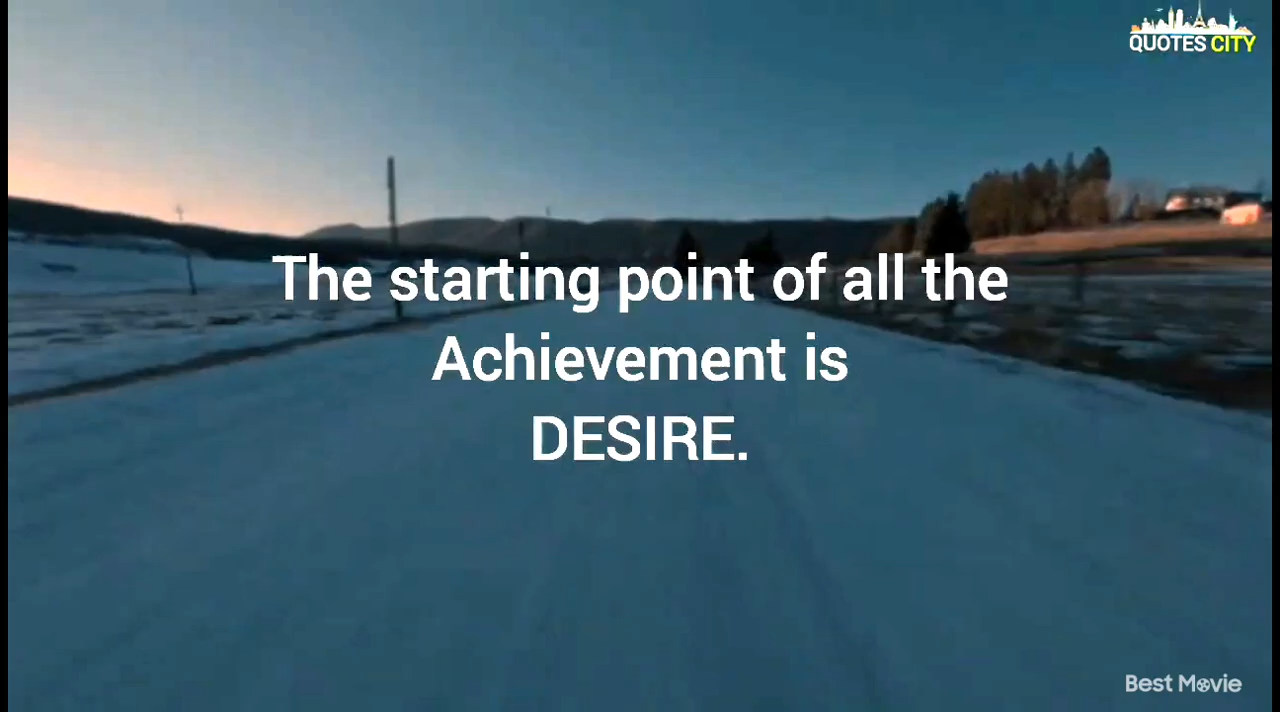 QUOTES CITY
The starting point of all the
Achievement is
DESIRE.
Best Movie